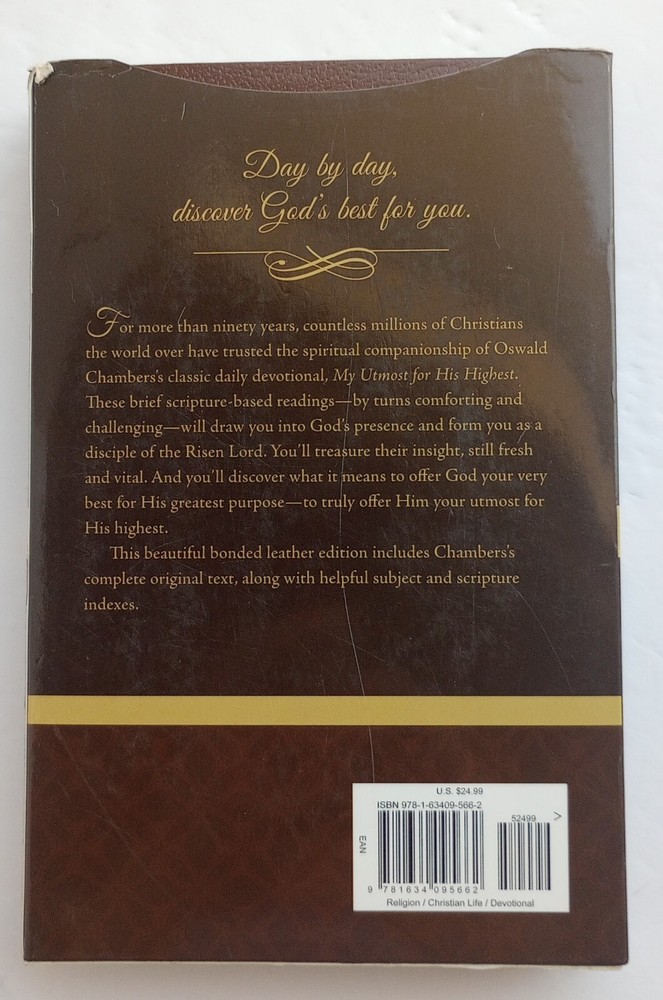 Day by day,
discover God's best for you.
For more than ninety years, countless millions of Christians
the world over have trusted the spiritual companionship of Oswald
Chambers's classic daily devotional, My Utmost for His Highest.
These brief scripture-based readings—by turns comforting and
challenging—will draw you into God's presence and form you as a
disciple of the Risen Lord. You'll treasure their insight, still fresh
and vital. And you'll discover what it means to offer God your very
best for His greatest purpose—to truly offer Him your utmost for
His highest.
This beautiful bonded leather edition includes Chambers's
complete original text, along with helpful subject and scripture
indexes.
U.S. $24.99
ISBN 978-1-63409-566-2
52499 >
EAN
9 781634 095662
Religion / Christian Life / Devotional